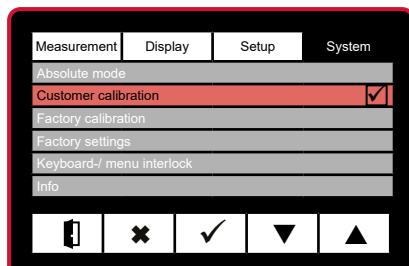 Measurement Display Setup System
Absolute mode
Customer calibration
Factory calibration
Factory settings
Keyboard-/ menu interlock
Info